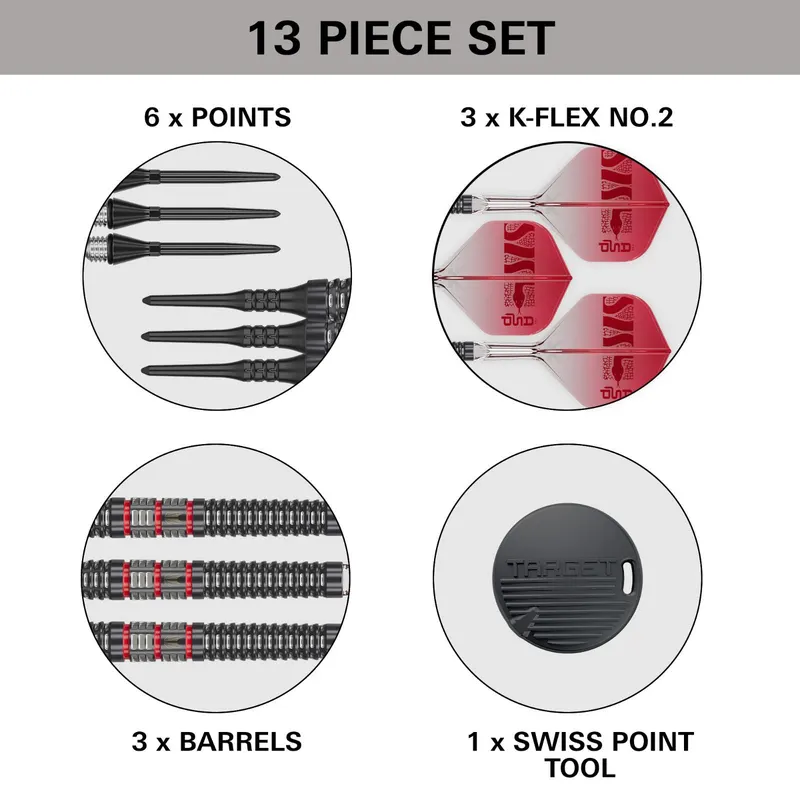 13 PIECE SET
6 x POINTS
3 x K-FLEX NO.2
3 x BARRELS
TARGET
1 x SWISS POINT
TOOL